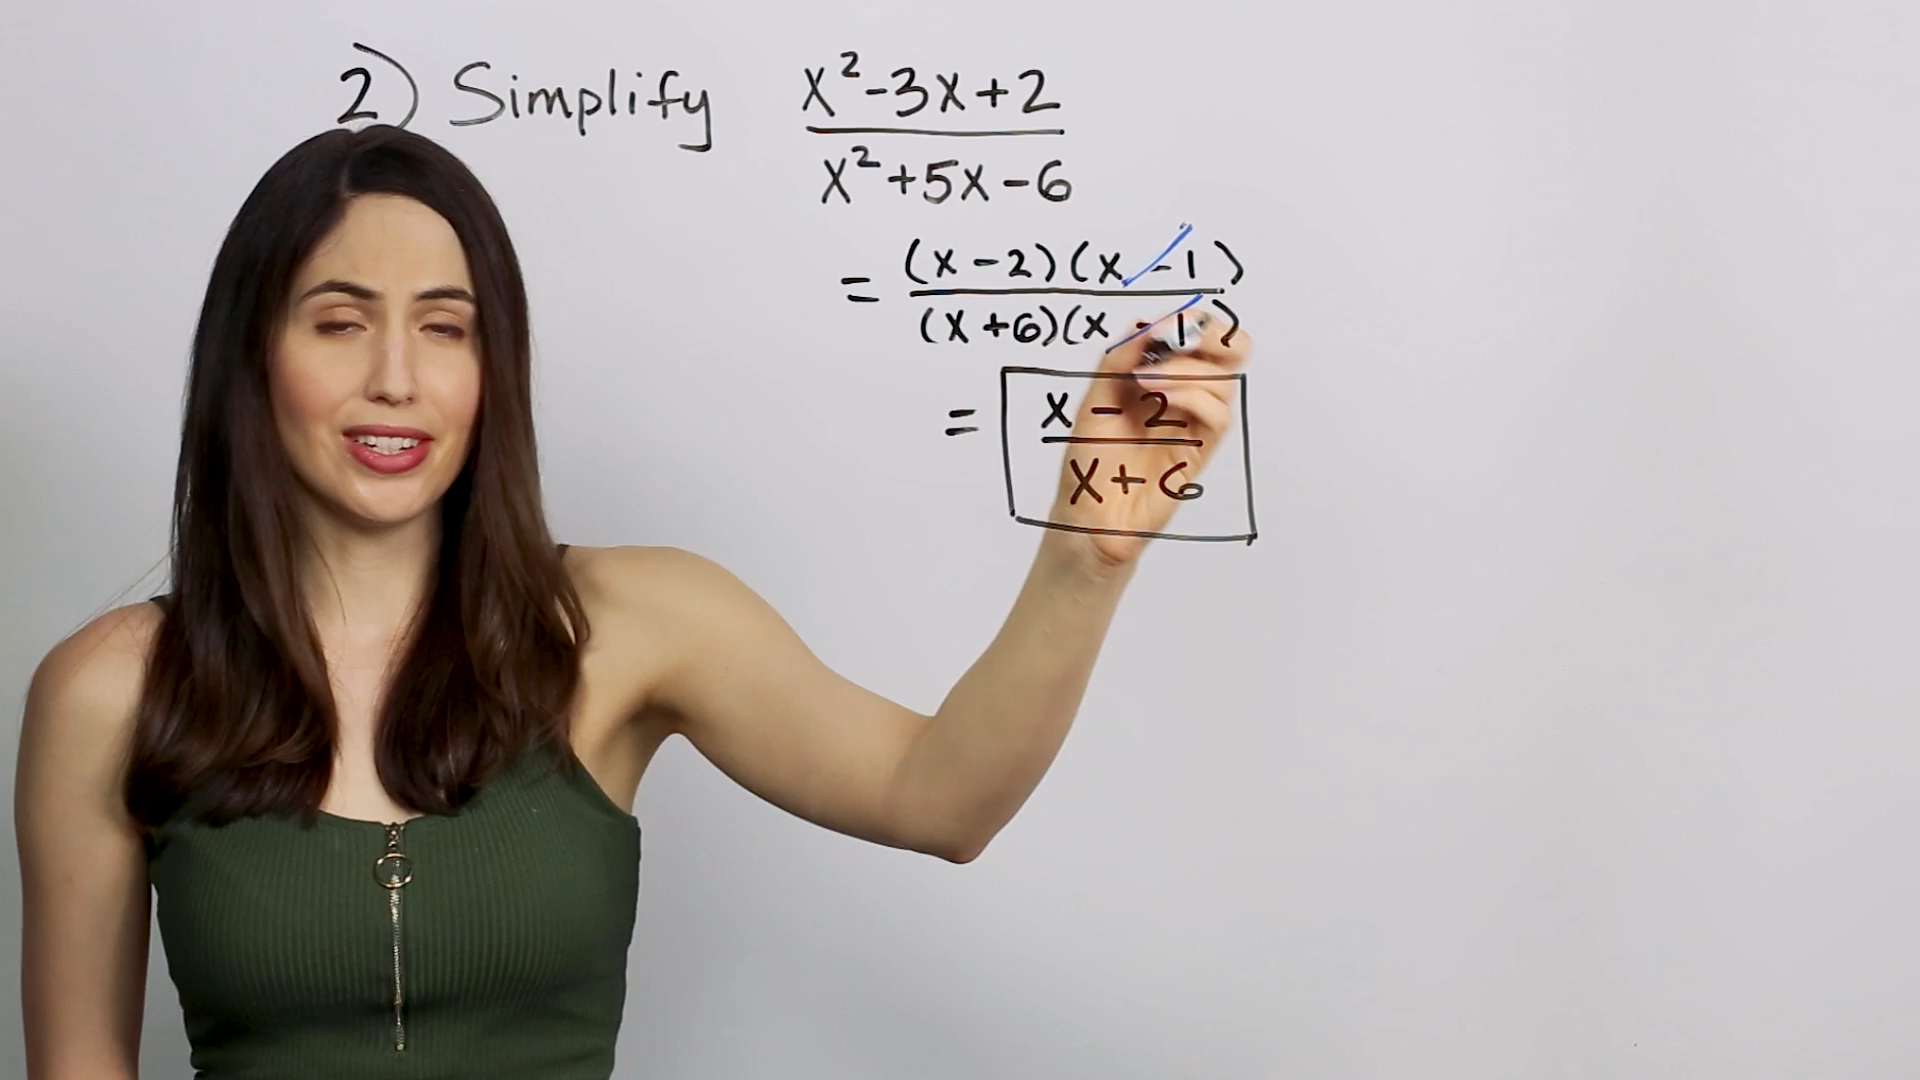 2) Simplify x²-3x+2
x²+5x-6
= (x-2)(x-1)
(x+6)(x-1)
= x-2
x+6